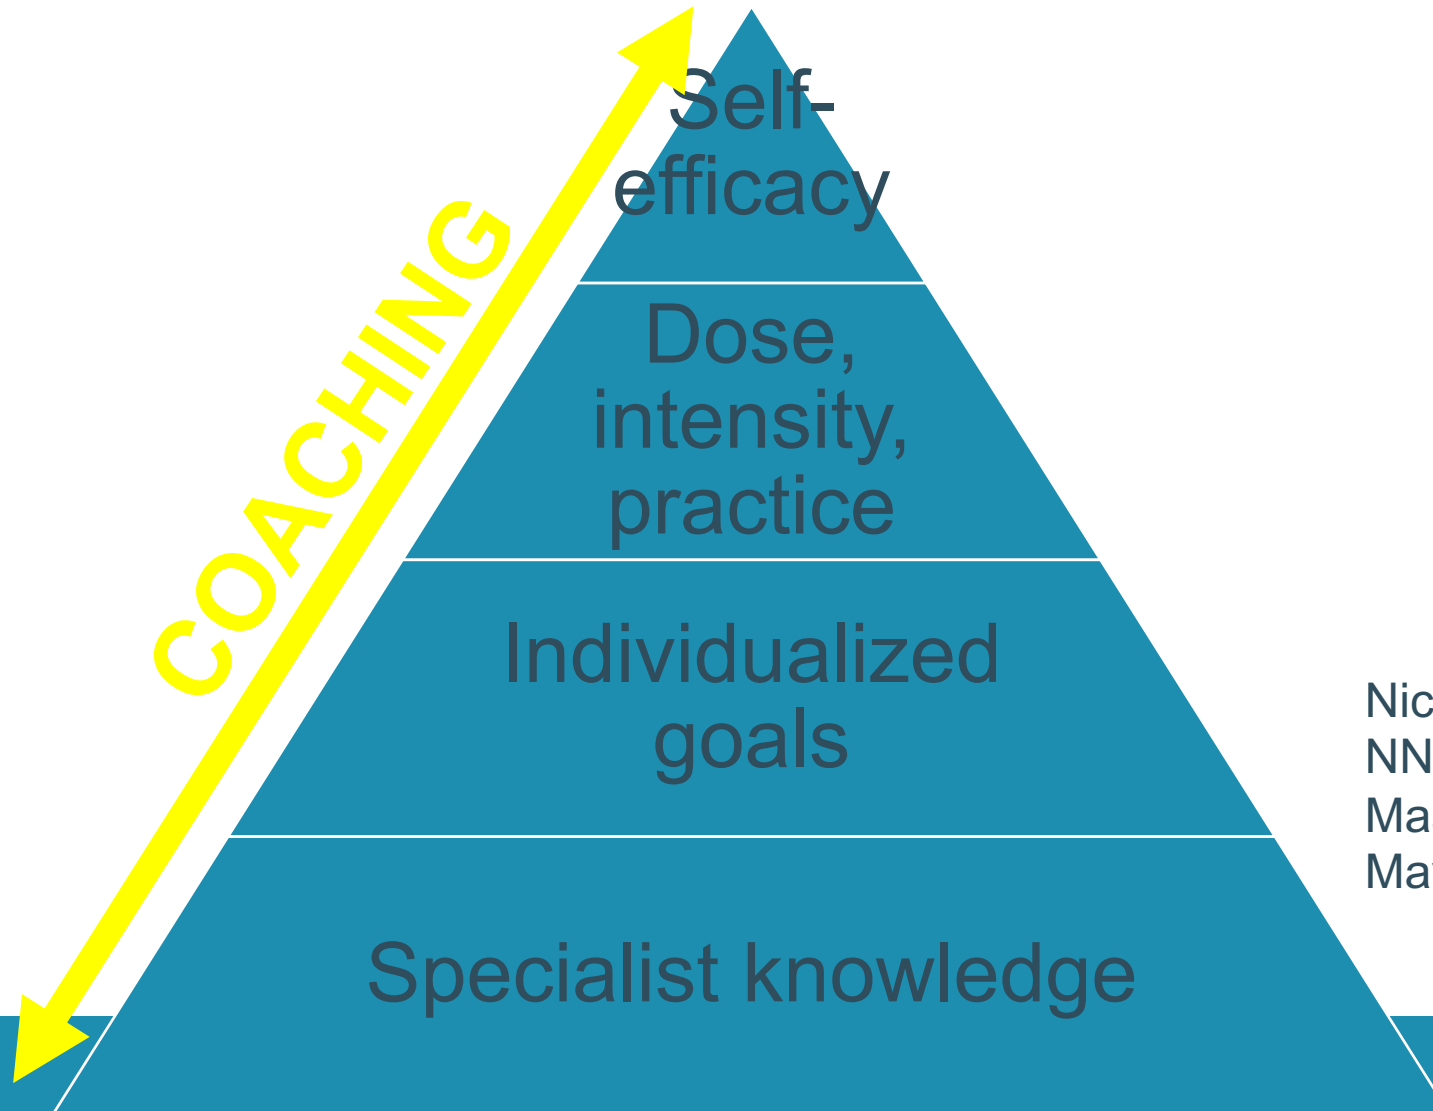 COACHING
Self-
efficacy
Dose,
intensity,
practice
Individualized
goals
Specialist knowledge